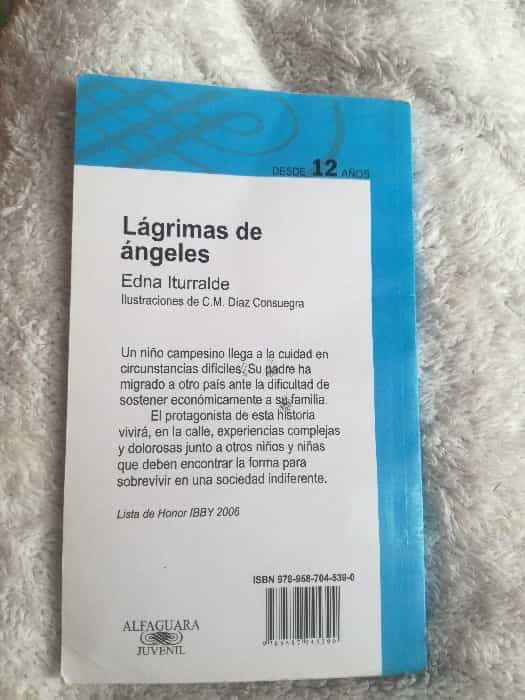 DESDE 12 AÑOS
Lágrimas de
ángeles
Edna Iturralde
Ilustraciones de C.M. Díaz Consuegra
Un niño campesino llega a la cuidad en
circunstancias difíciles. Su padre ha
migrado a otro país ante la dificultad de
sostener económicamente a su familia.
El protagonista de esta historia
vivirá, en la calle, experiencias complejas
y dolorosas junto a otros niños y niñas
que deben encontrar la forma para
sobrevivir en una sociedad indiferente.
Lista de Honor IBBY 2006
ISBN 978-958-704-539-0
ALFAGUARA
JUVENIL